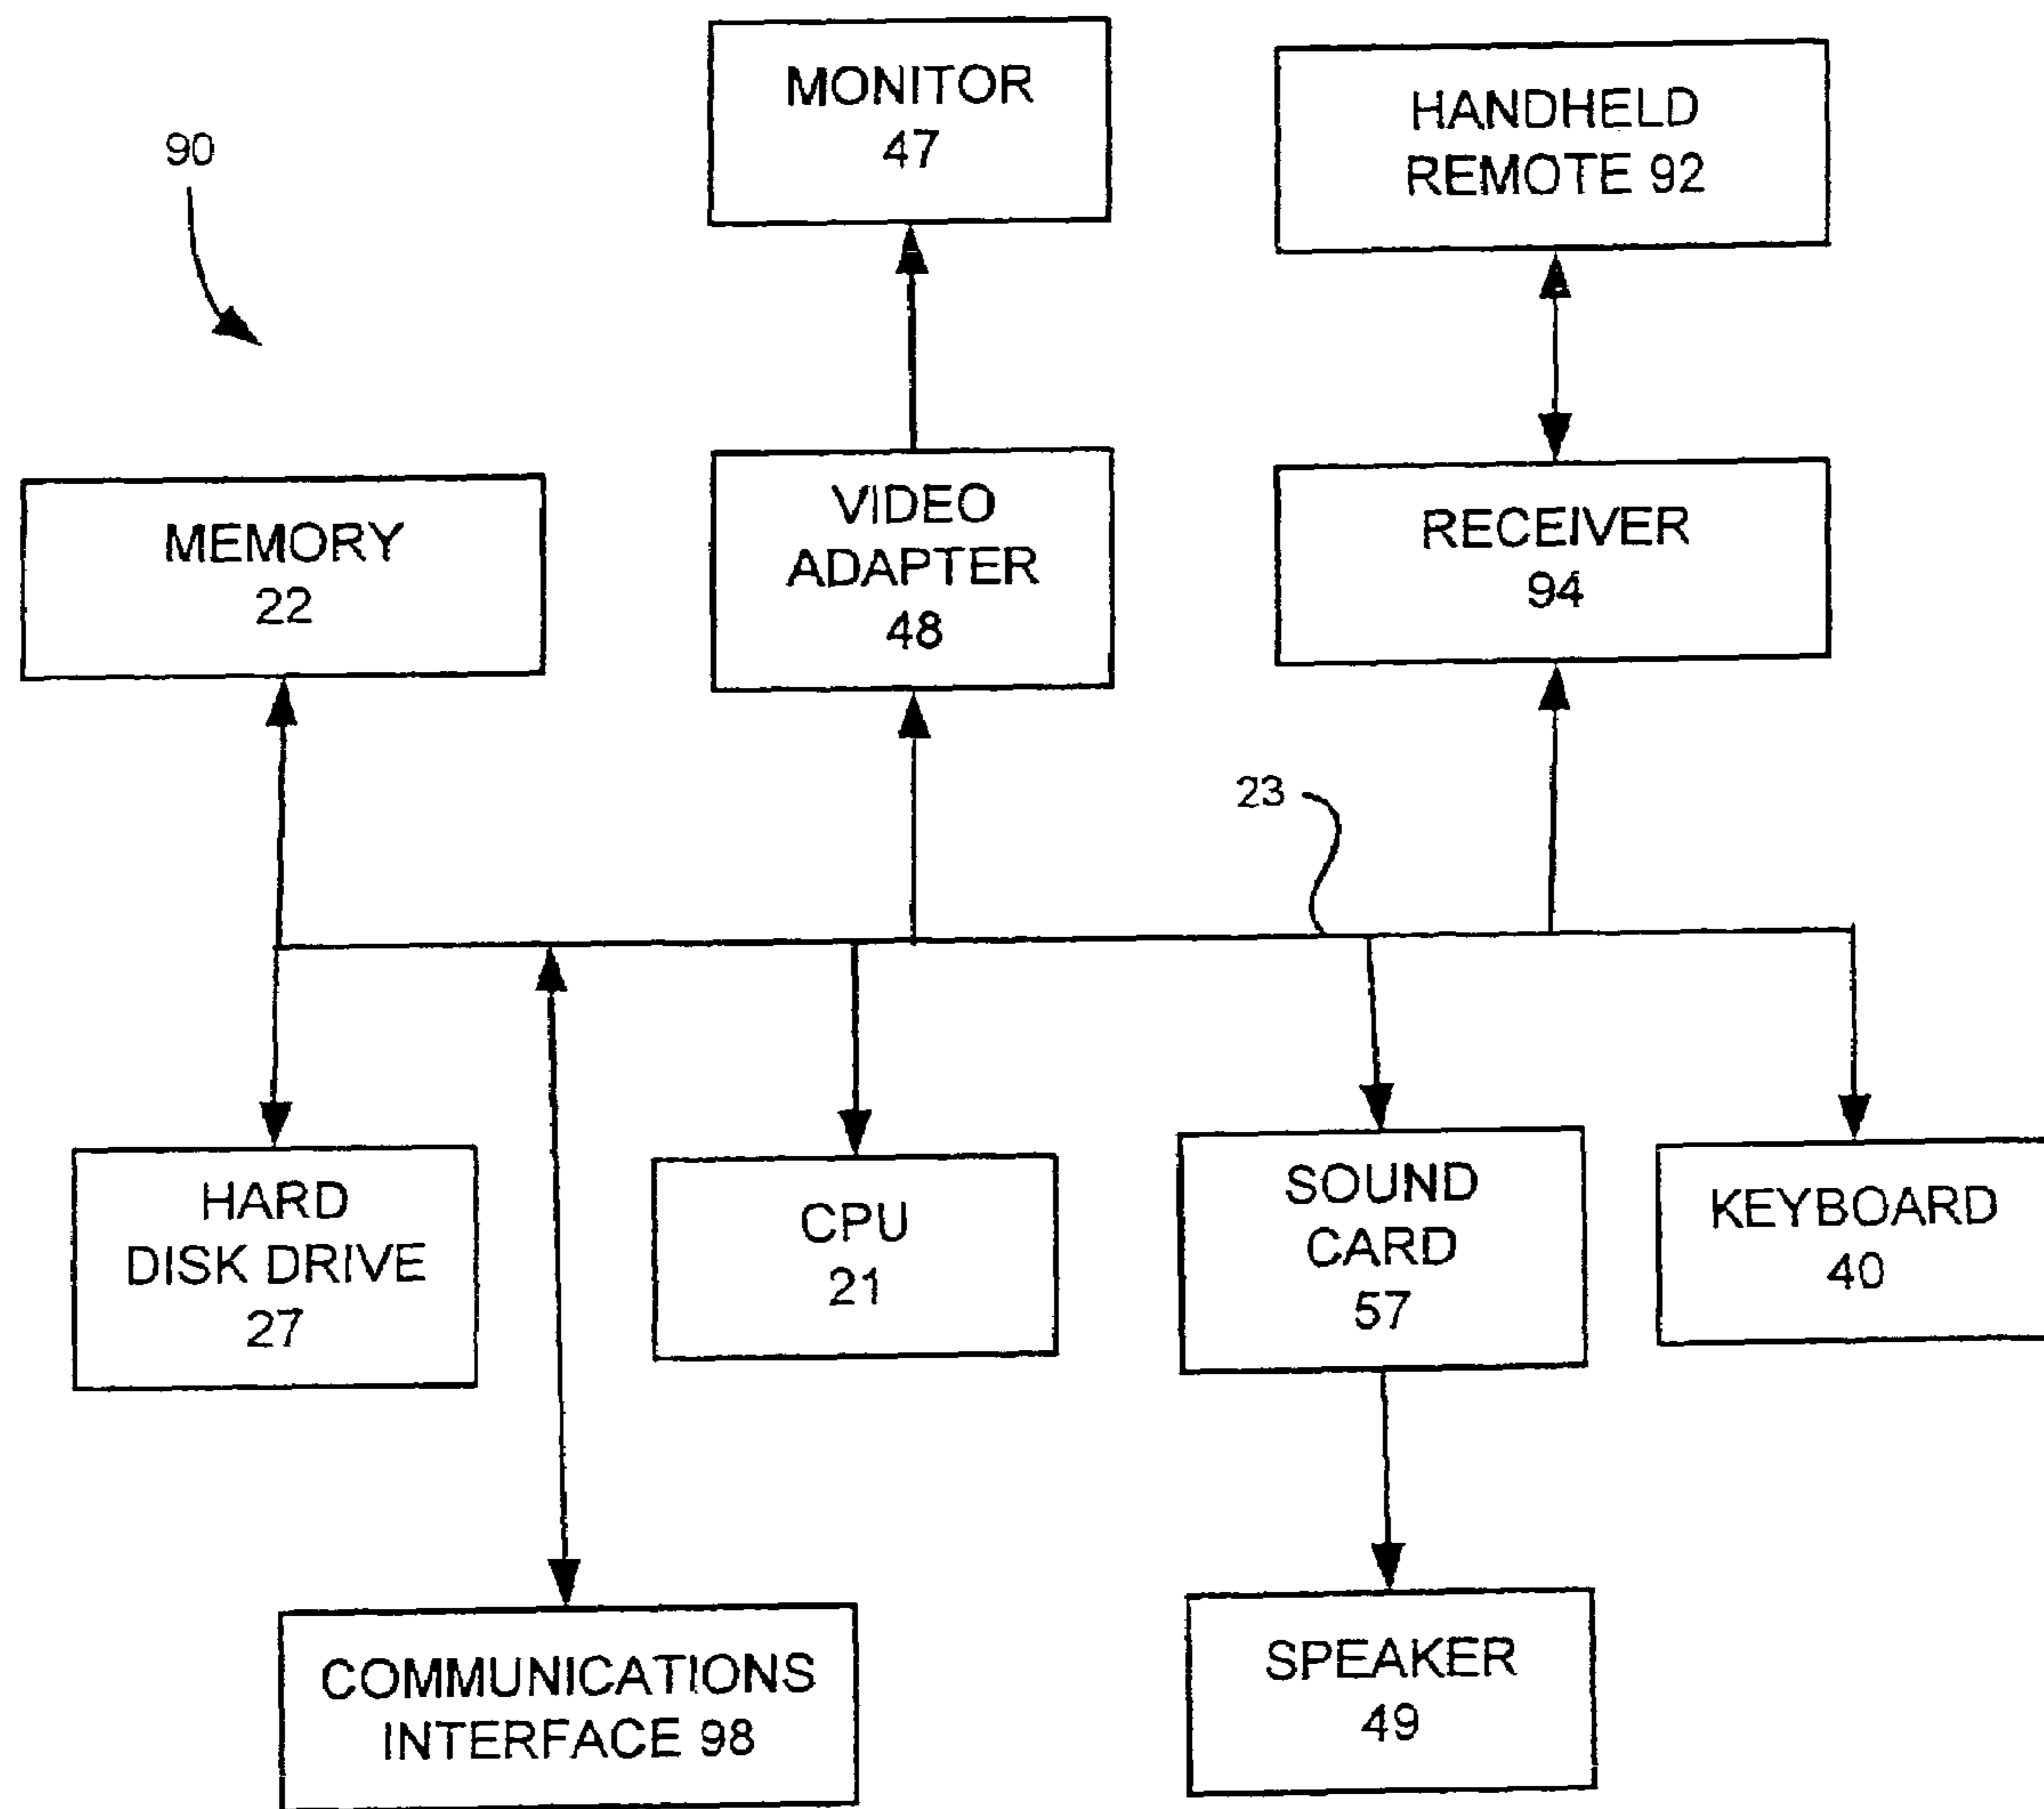 90
MONITOR
47
HANDHELD
REMOTE 92
MEMORY
22
VIDEO
ADAPTER
48
RECEIVER
94
23
HARD
DISK DRIVE
27
CPU
21
SOUND
CARD
57
KEYBOARD
40
COMMUNICATIONS
INTERFACE 98
SPEAKER
49